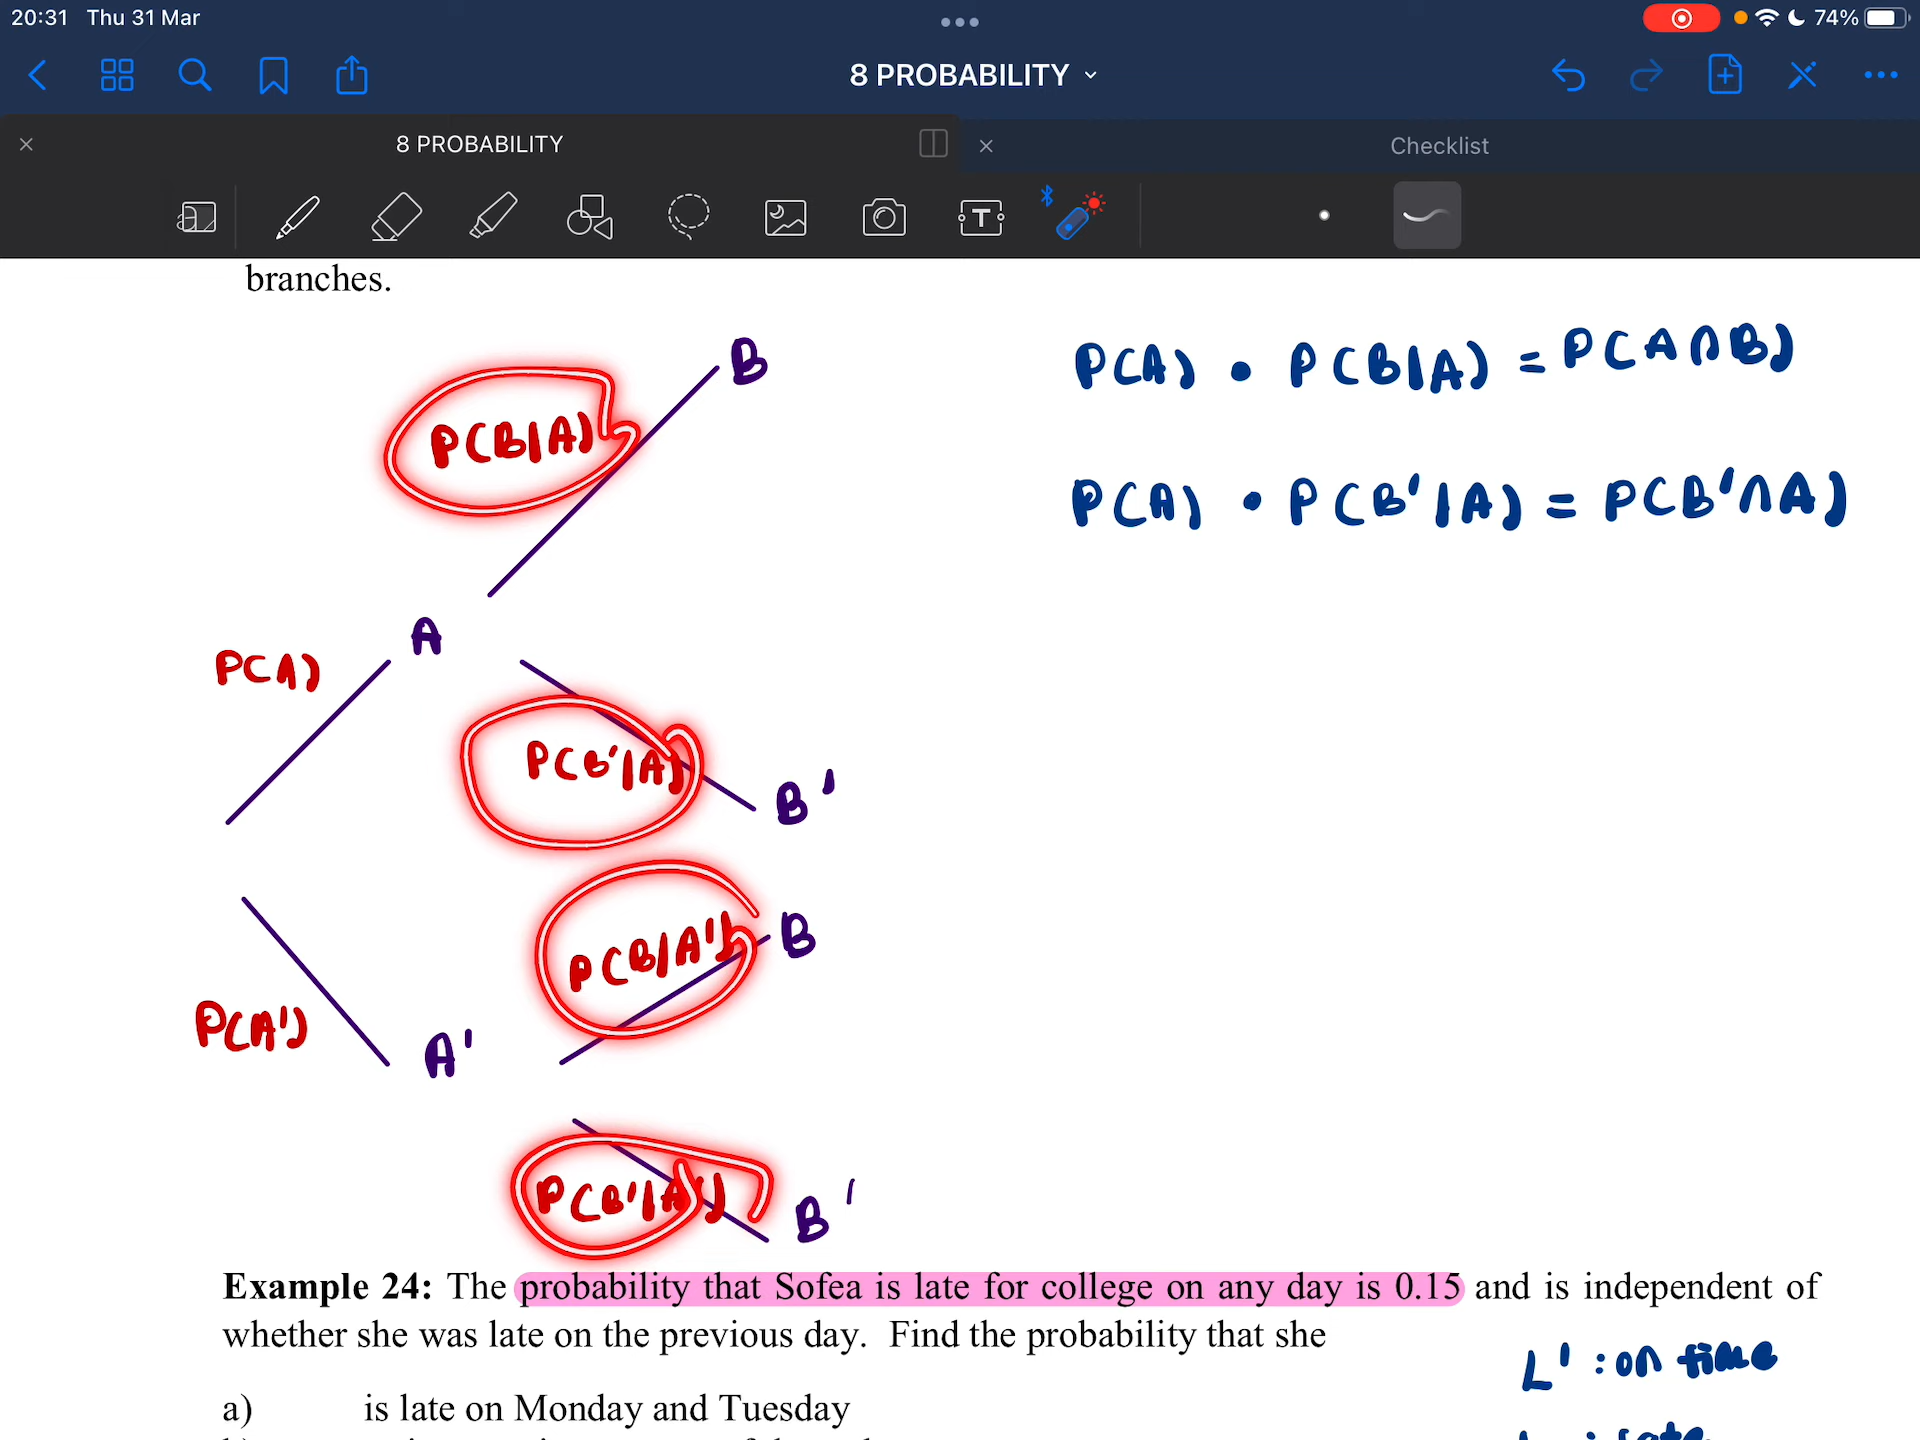 20:31 Thu 31 Mar
74%
8 PROBABILITY
8 PROBABILITY
Checklist
branches.
B
P(A) • P(B|A) = P(A∩B)
P(B|A)
P(A) • P(B'|A) = P(B'∩A)
A
P(A)
P(B'|A)
B'
B
P(B|A')
P(A')
A'
P(B'|A')
B'
Example 24: The probability that Sofea is late for college on any day is 0.15 and is independent of
whether she was late on the previous day. Find the probability that she
L' : on time
a) is late on Monday and Tuesday